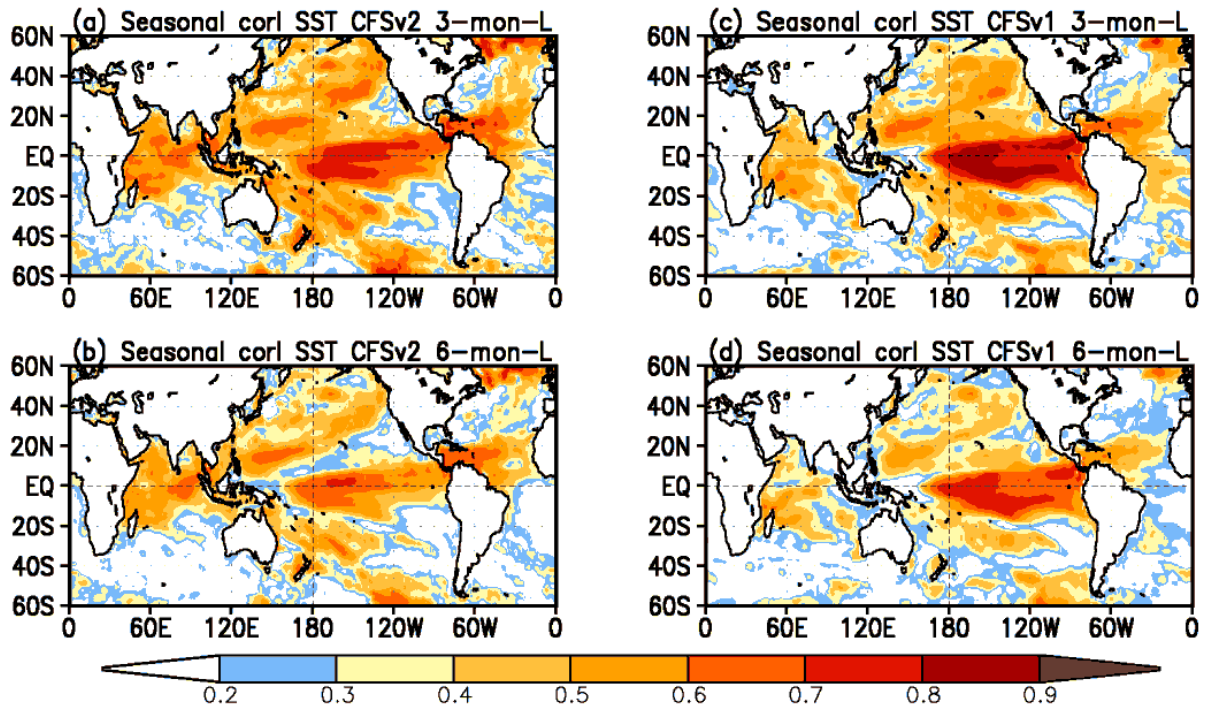 (a) Seasonal corl SST CFSv2 3-mon-L
60N
40N
20N
EQ
20S
40S
60S
0 60E 120E 180 120W 60W 0
(c) Seasonal corl SST CFSv1 3-mon-L
60N
40N
20N
EQ
20S
40S
60S
0 60E 120E 180 120W 60W 0
(b) Seasonal corl SST CFSv2 6-mon-L
60N
40N
20N
EQ
20S
40S
60S
0 60E 120E 180 120W 60W 0
(d) Seasonal corl SST CFSv1 6-mon-L
60N
40N
20N
EQ
20S
40S
60S
0 60E 120E 180 120W 60W 0
0.2 0.3 0.4 0.5 0.6 0.7 0.8 0.9